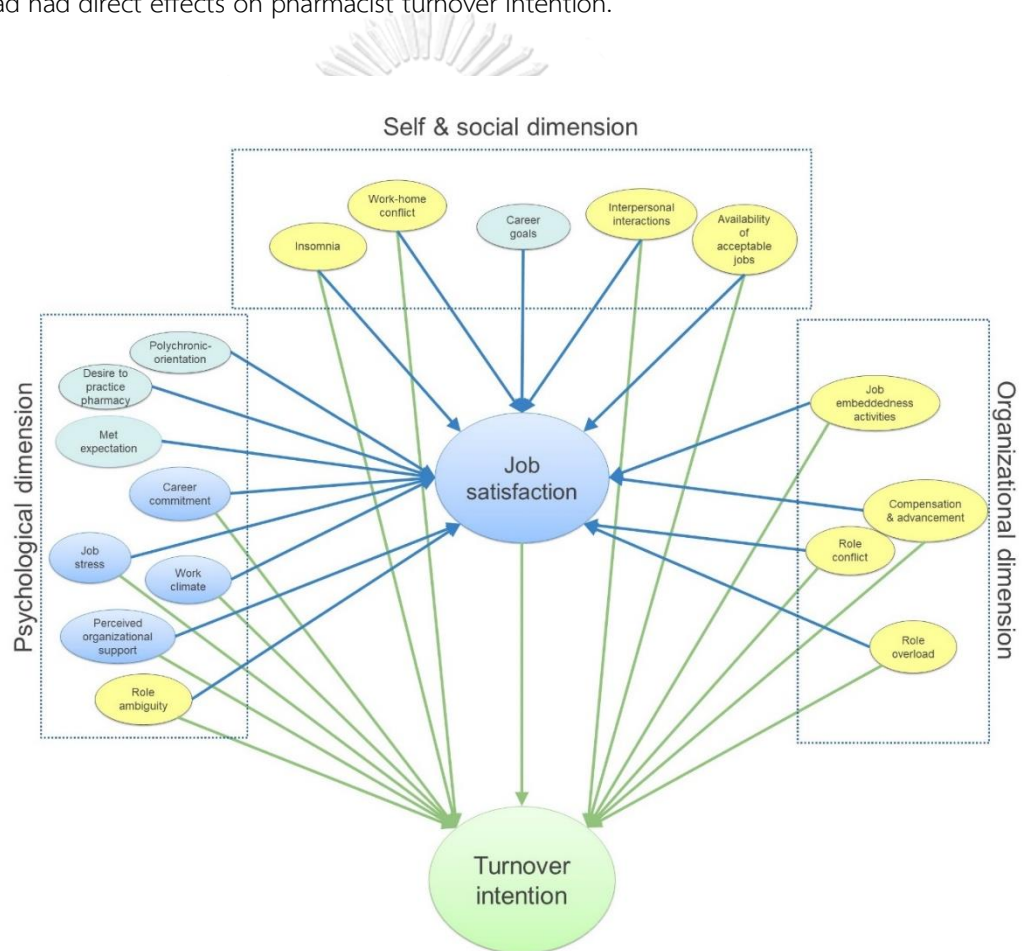 ad had direct effects on pharmacist turnover intention.
Self & social dimension
Work-home
conflict
Insomnia
Career
goals
Interpersonal
interactions
Availability
of
acceptable
jobs
Psychological dimension
Polychronic-
orientation
Desire to
practice
pharmacy
Met
expectation
Career
commitment
Job
stress
Work
climate
Perceived
organizational
support
Role
ambiguity
Job
satisfaction
Organizational dimension
Job
embeddedness
activities
Compensation
& advancement
Role
conflict
Role
overload
Turnover
intention